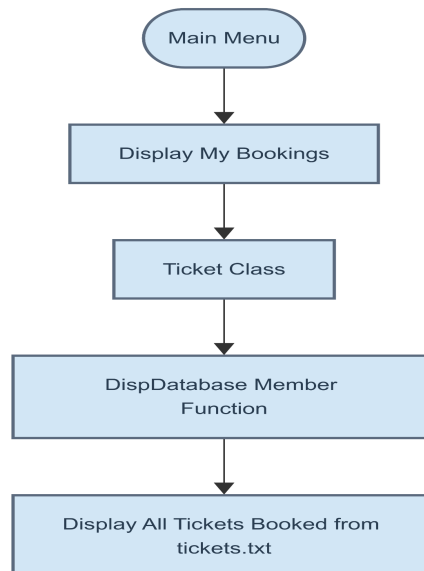 Main Menu
Display My Bookings
Ticket Class
DispDatabase Member
Function
Display All Tickets Booked from
tickets.txt